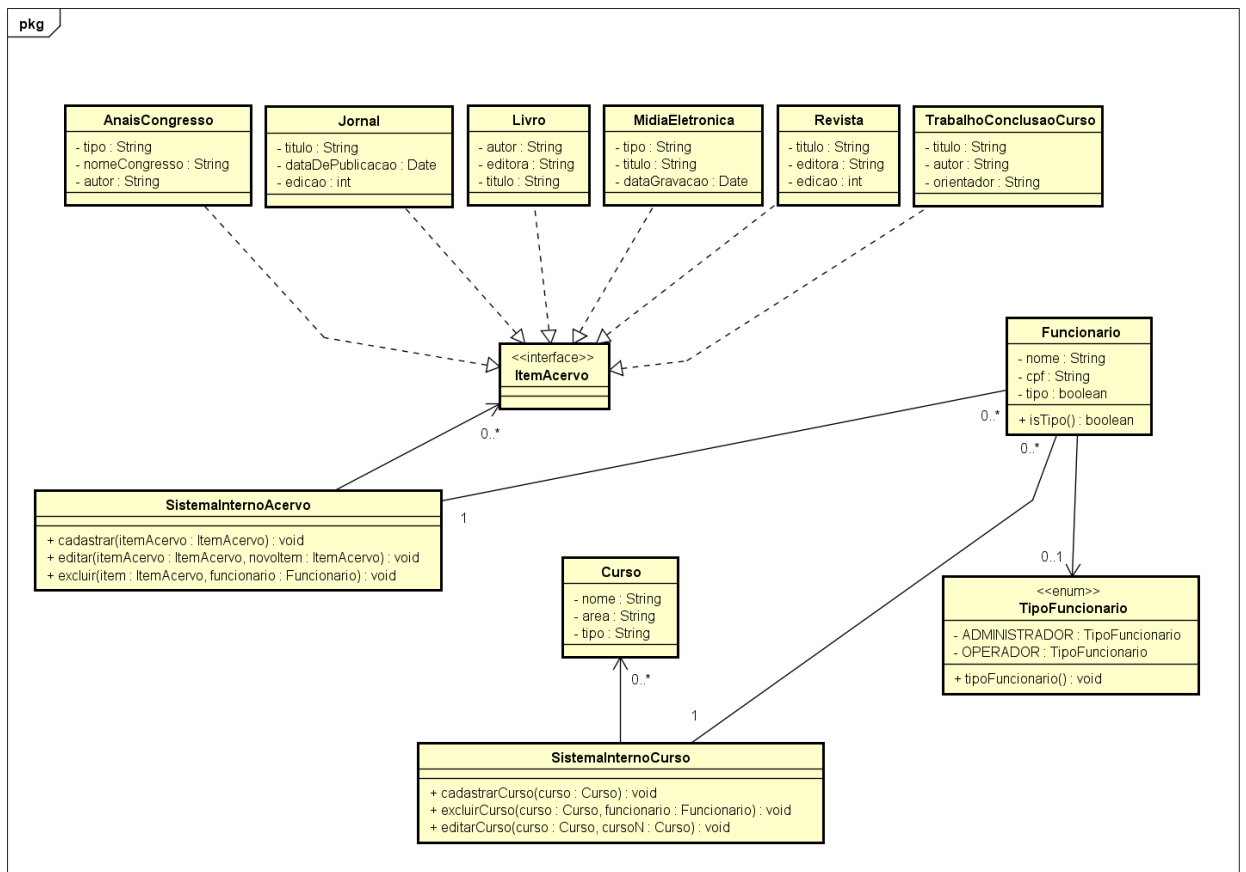 pkg
AnaisCongresso
- tipo : String
- nomeCongresso : String
- autor : String
Jornal
- titulo : String
- dataDePublicacao : Date
- edicao : int
Livro
- autor : String
- editora : String
- titulo : String
MidiaEletronica
- tipo : String
- titulo : String
- dataGravacao : Date
Revista
- titulo : String
- editora : String
- edicao : int
TrabalhoConclusaoCurso
- titulo : String
- autor : String
- orientador : String
<<interface>>
ItemAcervo
0..*
Funcionario
- nome : String
- cpf : String
- tipo : boolean
+ isTipo() : boolean
0..*
0..*
SistemaInternoAcervo
+ cadastrar(itemAcervo : ItemAcervo) : void
+ editar(itemAcervo : ItemAcervo, novoItem : ItemAcervo) : void
+ excluir(item : ItemAcervo, funcionario : Funcionario) : void
1
Curso
- nome : String
- area : String
- tipo : String
0..*
0..1
<<enum>>
TipoFuncionario
- ADMINISTRADOR : TipoFuncionario
- OPERADOR : TipoFuncionario
+ tipoFuncionario() : void
1
SistemaInternoCurso
+ cadastrarCurso(curso : Curso) : void
+ excluirCurso(curso : Curso, funcionario : Funcionario) : void
+ editarCurso(curso : Curso, cursoN : Curso) : void